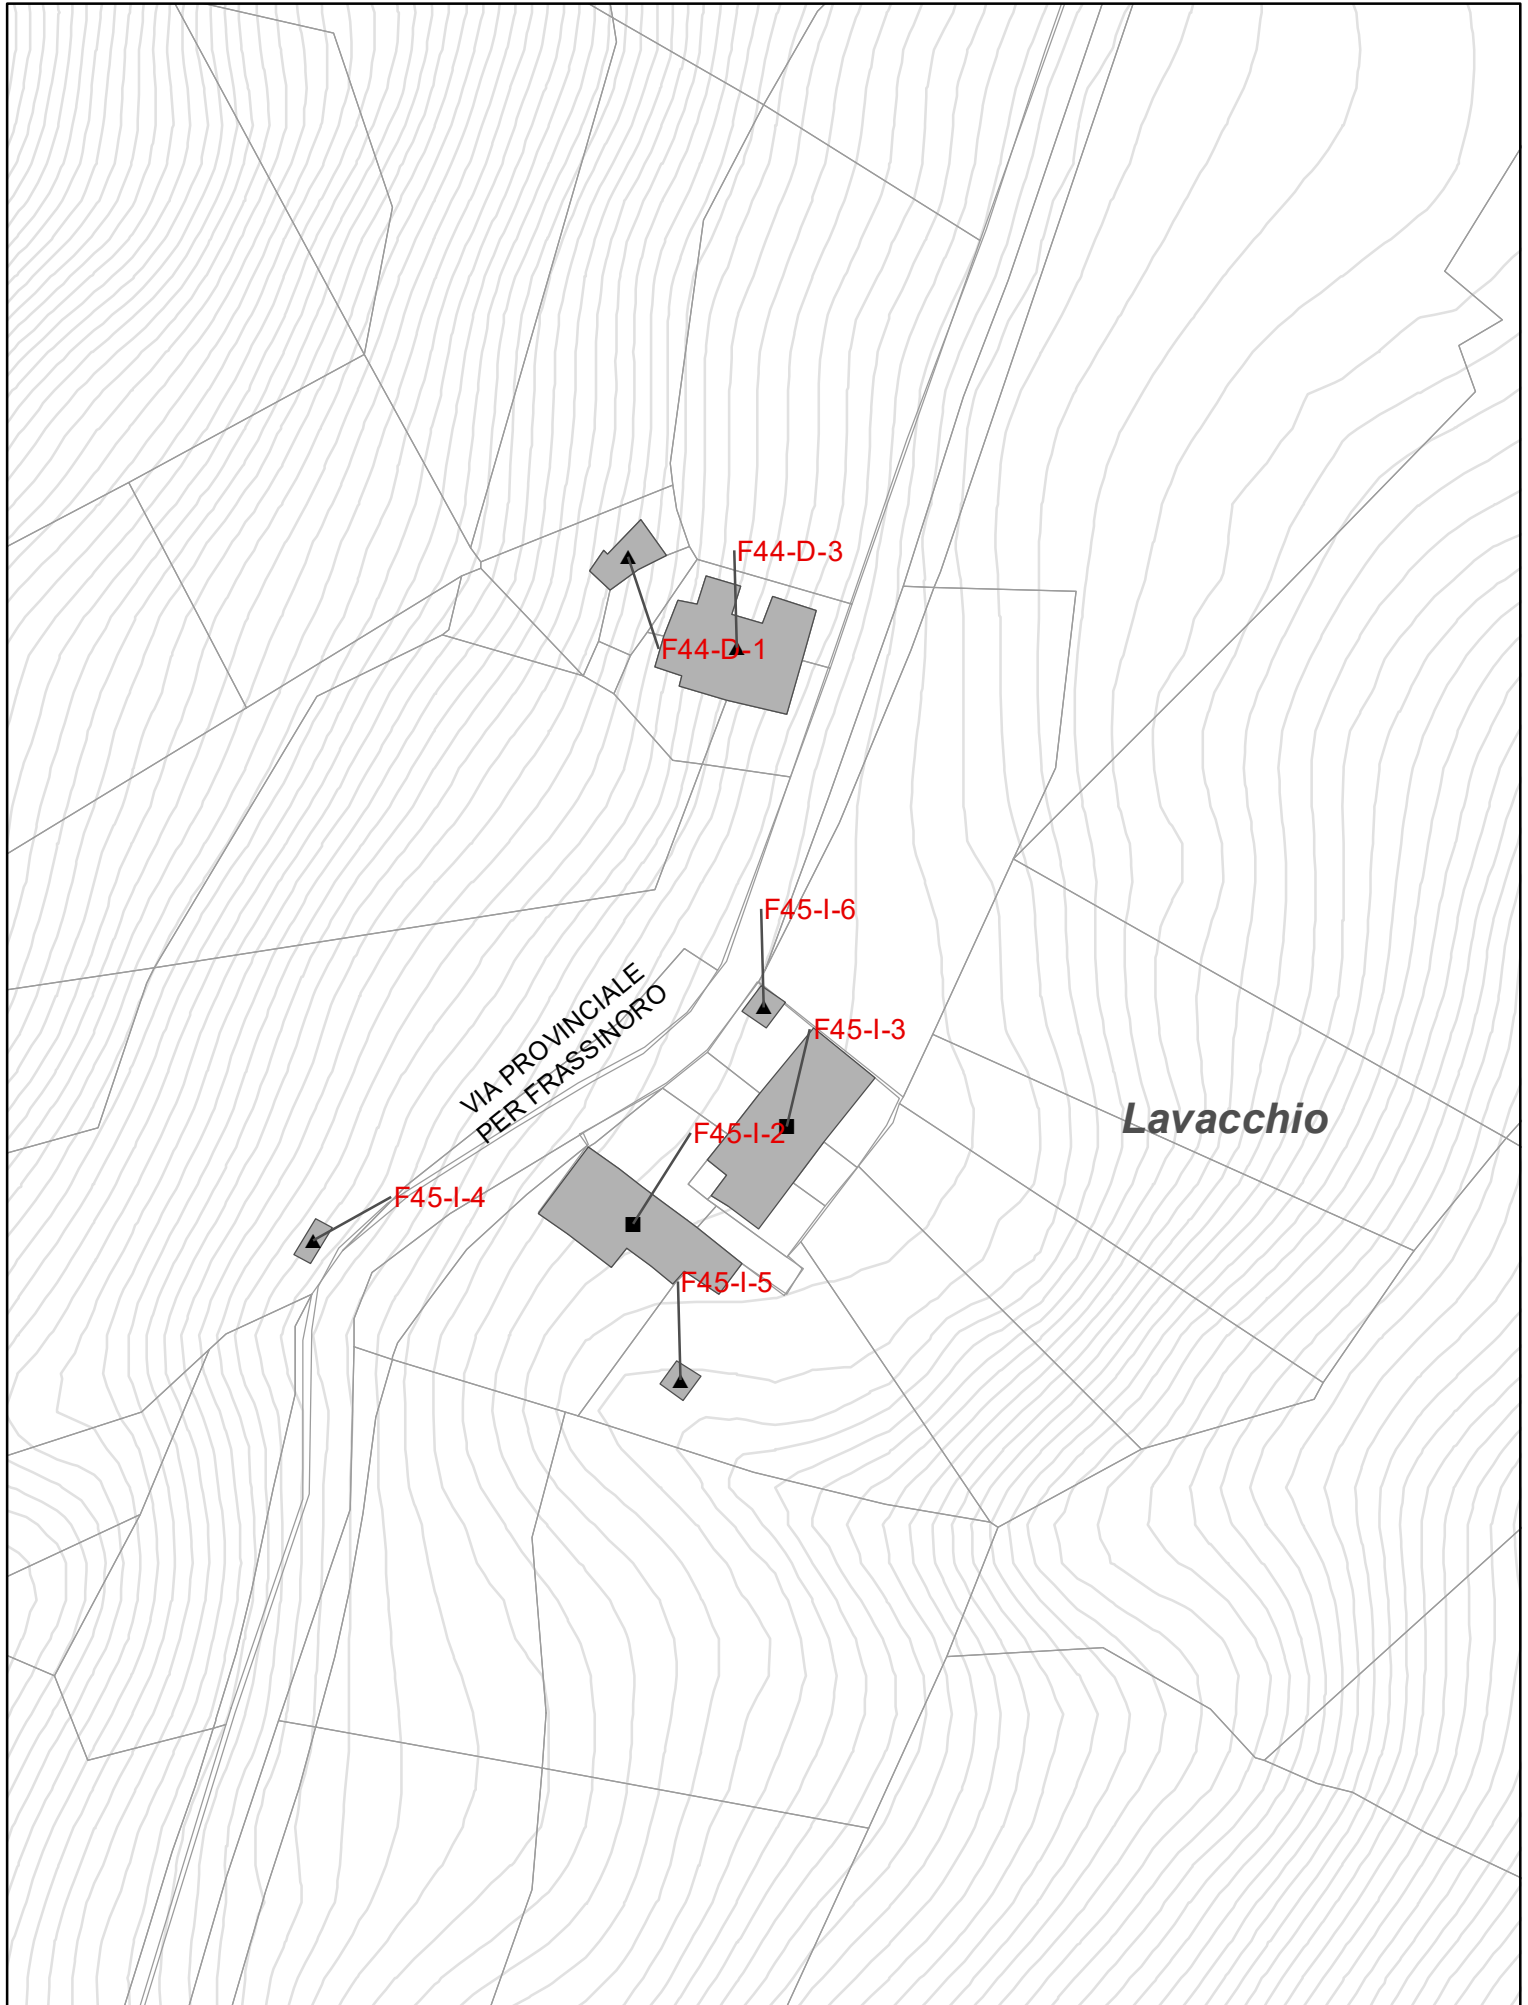 F44-D-3
F44-D-1
F45-I-6
VIA PROVINCIALE
PER FRASSINORO
F45-I-3
Lavacchio
F45-I-2
F45-I-4
F45-I-5